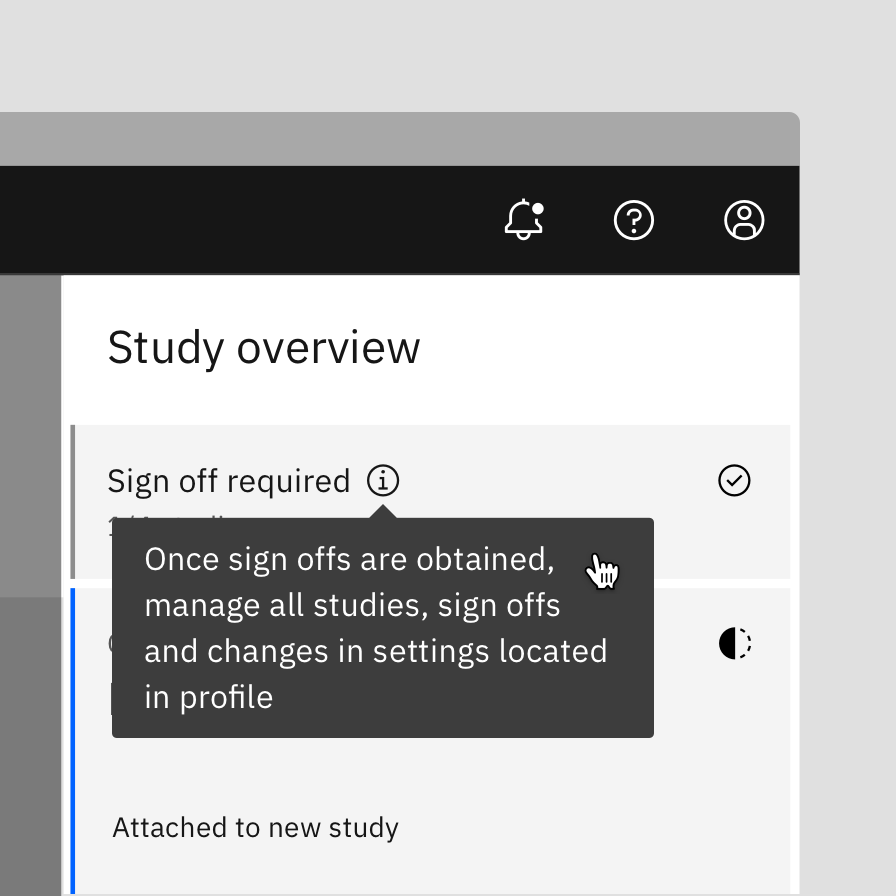 Study overview
Sign off required
Once sign offs are obtained,
manage all studies, sign offs
and changes in settings located
in profile
Attached to new study